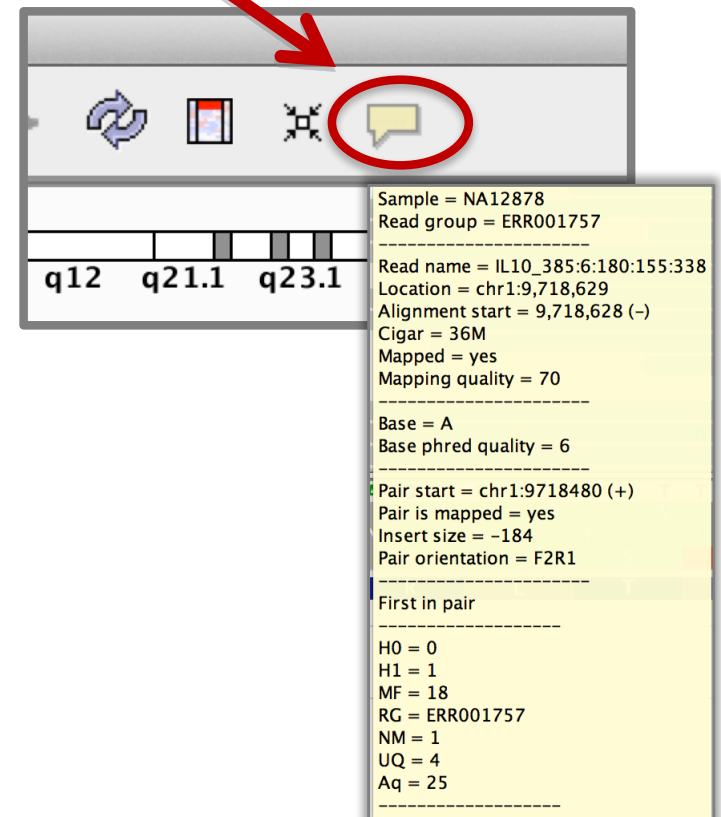 q12 q21.1 q23.1
Sample = NA12878
Read group = ERR001757
----------------------
Read name = IL10_385:6:180:155:338
Location = chr1:9,718,629
Alignment start = 9,718,628 (-)
Cigar = 36M
Mapped = yes
Mapping quality = 70
----------------------
Base = A
Base phred quality = 6
----------------------
Pair start = chr1:9718480 (+)
Pair is mapped = yes
Insert size = -184
Pair orientation = F2R1
----------------------
First in pair
-------------------
H0 = 0
H1 = 1
MF = 18
RG = ERR001757
NM = 1
UQ = 4
Aq = 25
-------------------